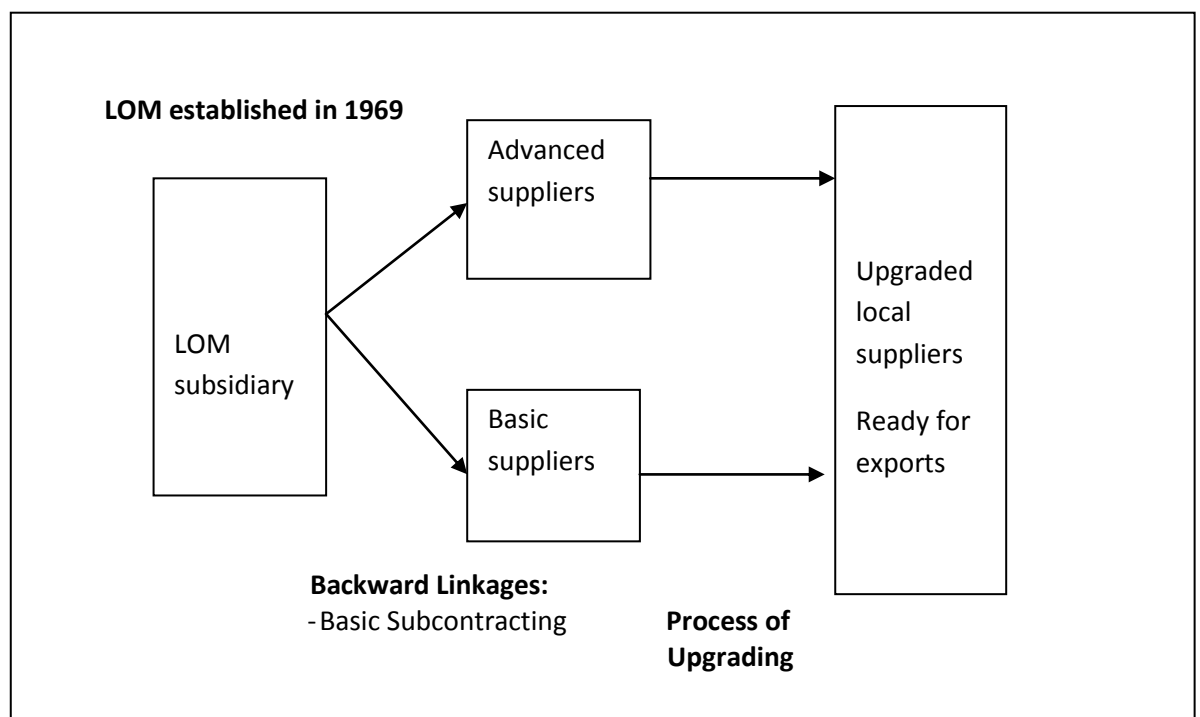 LOM established in 1969
LOM
subsidiary
Advanced
suppliers
Basic
suppliers
Upgraded
local
suppliers
Ready for
exports
Backward Linkages:
- Basic Subcontracting
Process of
Upgrading